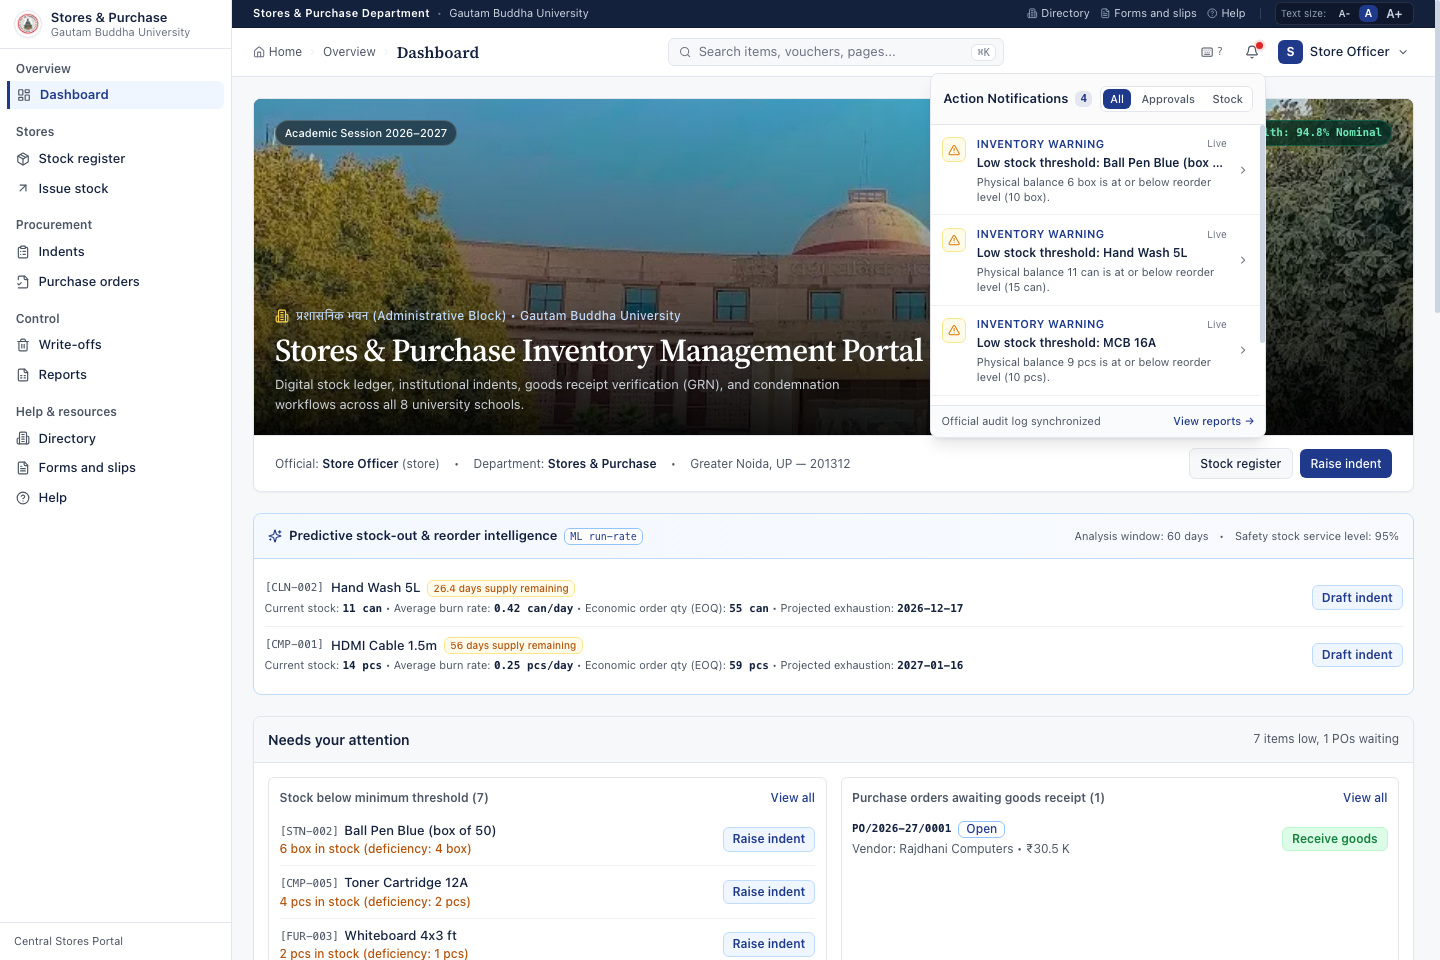 Stores & Purchase
Gautam Buddha University
Overview
Dashboard
Stores
Stock register
Issue stock
Procurement
Indents
Purchase orders
Control
Write-offs
Reports
Help & resources
Directory
Forms and slips
Help
Central Stores Portal
Stores & Purchase Department • Gautam Buddha University
Directory Forms and slips Help Text size: A- A A+
Home Overview Dashboard
Search items, vouchers, pages... ⌘K
?
S Store Officer
Action Notifications 4 All Approvals Stock
INVENTORY WARNING Live
Low stock threshold: Ball Pen Blue (box ...
Physical balance 6 box is at or below reorder
level (10 box).
INVENTORY WARNING Live
Low stock threshold: Hand Wash 5L
Physical balance 11 can is at or below reorder
level (15 can).
INVENTORY WARNING Live
Low stock threshold: MCB 16A
Physical balance 9 pcs is at or below reorder
level (10 pcs).
Official audit log synchronized View reports →
Academic Session 2026–2027
94.8% Nominal
प्रशासनिक भवन (Administrative Block) • Gautam Buddha University
Stores & Purchase Inventory Management Portal
Digital stock ledger, institutional indents, goods receipt verification (GRN), and condemnation
workflows across all 8 university schools.
Official: Store Officer (store) • Department: Stores & Purchase • Greater Noida, UP — 201312
Stock register Raise indent
Predictive stock-out & reorder intelligence ML run-rate
Analysis window: 60 days • Safety stock service level: 95%
[CLN-002] Hand Wash 5L 26.4 days supply remaining
Current stock: 11 can • Average burn rate: 0.42 can/day • Economic order qty (EOQ): 55 can • Projected exhaustion: 2026-12-17
Draft indent
[CMP-001] HDMI Cable 1.5m 56 days supply remaining
Current stock: 14 pcs • Average burn rate: 0.25 pcs/day • Economic order qty (EOQ): 59 pcs • Projected exhaustion: 2027-01-16
Draft indent
Needs your attention
7 items low, 1 POs waiting
Stock below minimum threshold (7) View all
[STN-002] Ball Pen Blue (box of 50)
6 box in stock (deficiency: 4 box)
Raise indent
[CMP-005] Toner Cartridge 12A
4 pcs in stock (deficiency: 2 pcs)
Raise indent
[FUR-003] Whiteboard 4x3 ft
2 pcs in stock (deficiency: 1 pcs)
Raise indent
Purchase orders awaiting goods receipt (1) View all
PO/2026-27/0001 Open
Vendor: Rajdhani Computers • ₹30.5 K
Receive goods